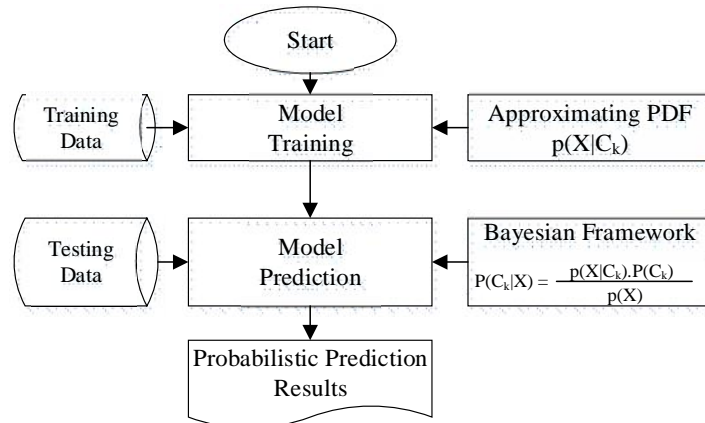 Start
Training
Data
Model
Training
Approximating PDF
p(X|Cₖ)
Testing
Data
Model
Prediction
Bayesian Framework
P(Cₖ|X) = p(X|Cₖ).P(Cₖ)
p(X)
Probabilistic Prediction
Results